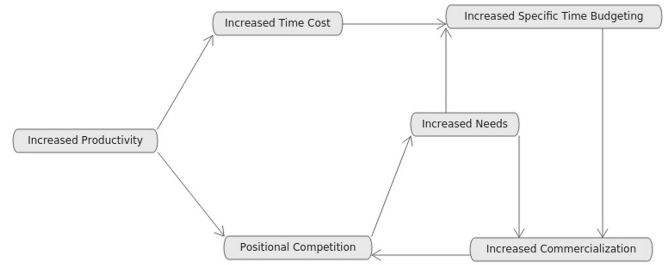 Increased Time Cost
Increased Specific Time Budgeting
Increased Needs
Increased Productivity
Positional Competition
Increased Commercialization